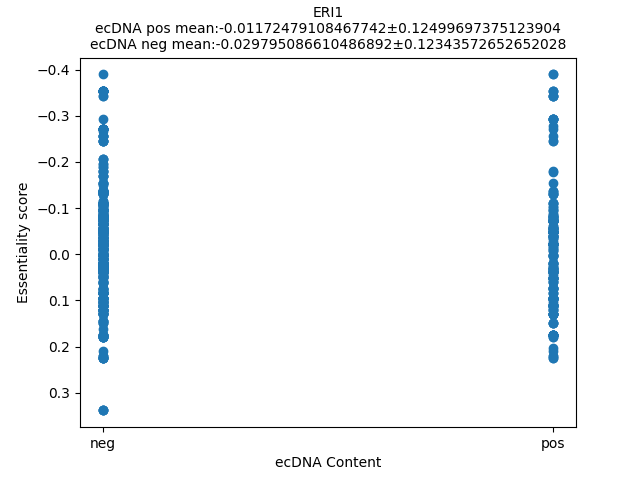 ERI1
ecDNA pos mean:-0.01172479108467742±0.12499697375123904
ecDNA neg mean:-0.029795086610486892±0.12343572652652028
−0.4
−0.3
−0.2
−0.1
0.0
0.1
0.2
0.3
Essentiality score
neg
pos
ecDNA Content